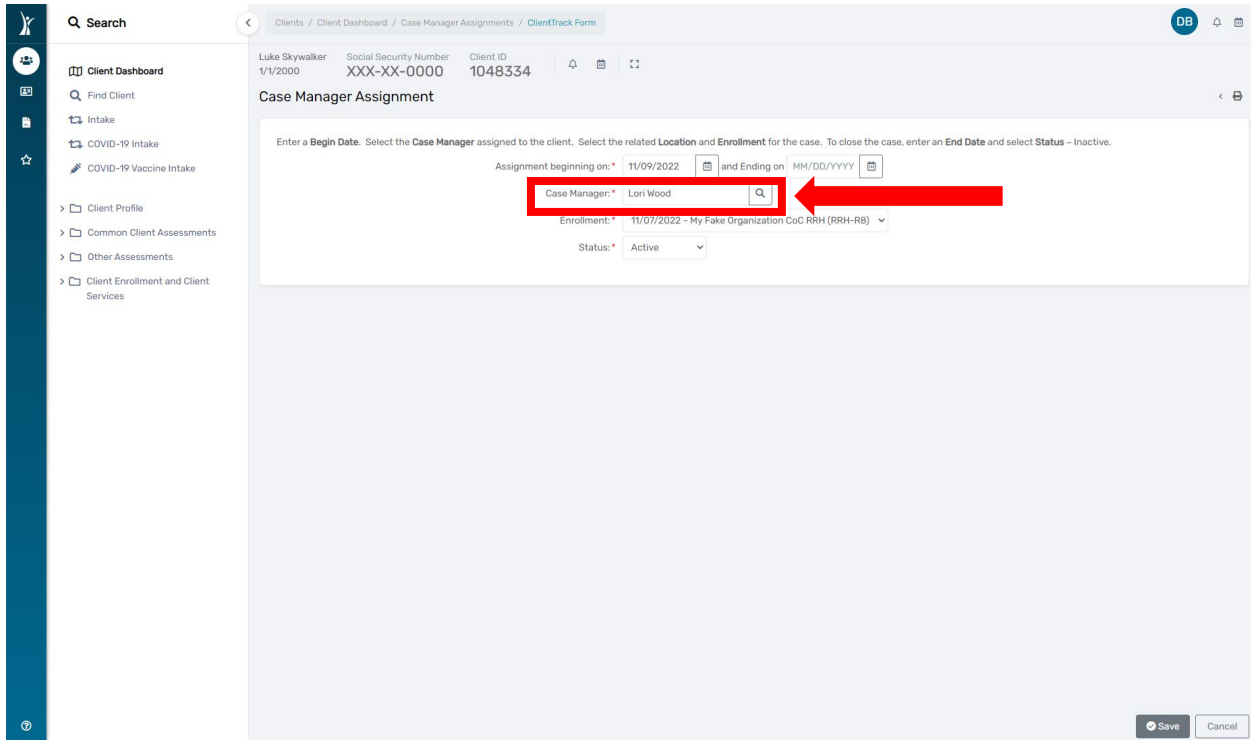 Search
Clients / Client Dashboard / Case Manager Assignments / ClientTrack Form
DB
Luke Skywalker
1/1/2000
Social Security Number
XXX-XX-0000
Client ID
1048334
Client Dashboard
Find Client
Intake
COVID-19 Intake
COVID-19 Vaccine Intake
Client Profile
Common Client Assessments
Other Assessments
Client Enrollment and Client
Services
Case Manager Assignment
Enter a Begin Date. Select the Case Manager assigned to the client. Select the related Location and Enrollment for the case. To close the case, enter an End Date and select Status – Inactive.
Assignment beginning on:* 11/09/2022 and Ending on MM/DD/YYYY
Case Manager:* Lori Wood
Enrollment:* 11/07/2022 - My Fake Organization CoC RRH (RRH-R8)
Status:* Active
Save Cancel